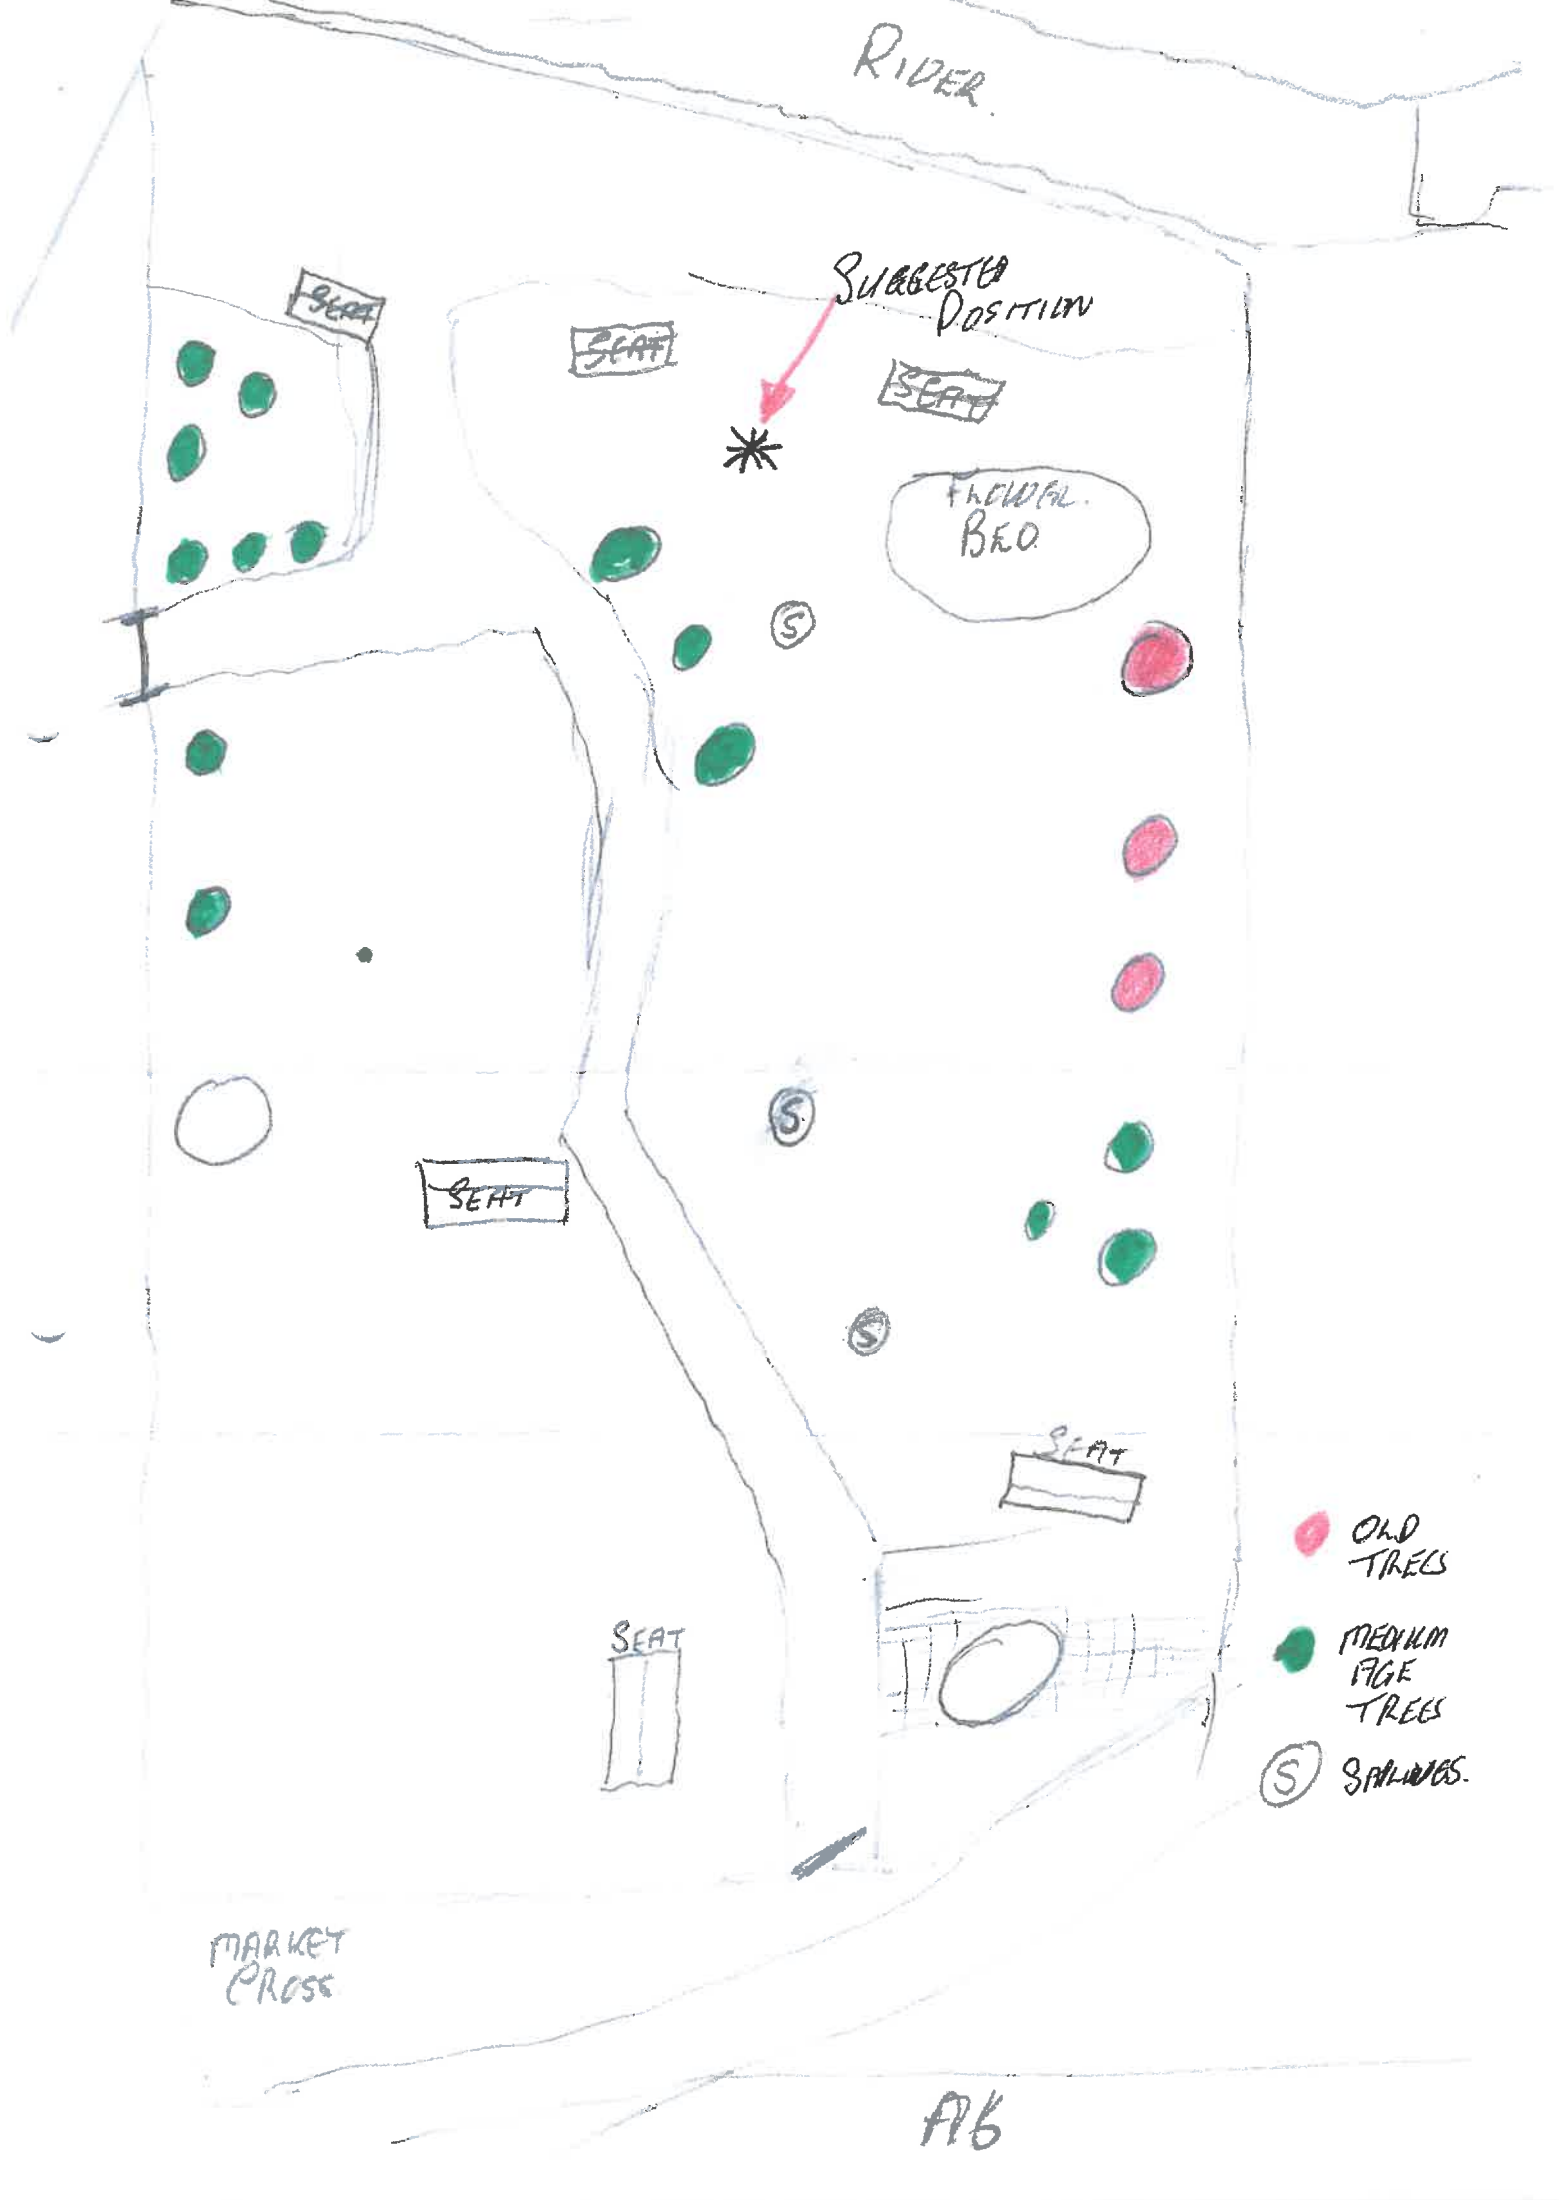 RIVER.
SUGGESTED
POSITION
SEAT
SEAT
SEAT
FLOWER.
BED
S
S
SEAT
S
SEAT
OLD
TREES
SEAT
MEDIUM
AGE
TREES
S SAPLINGS.
MARKET
CROSS
A6